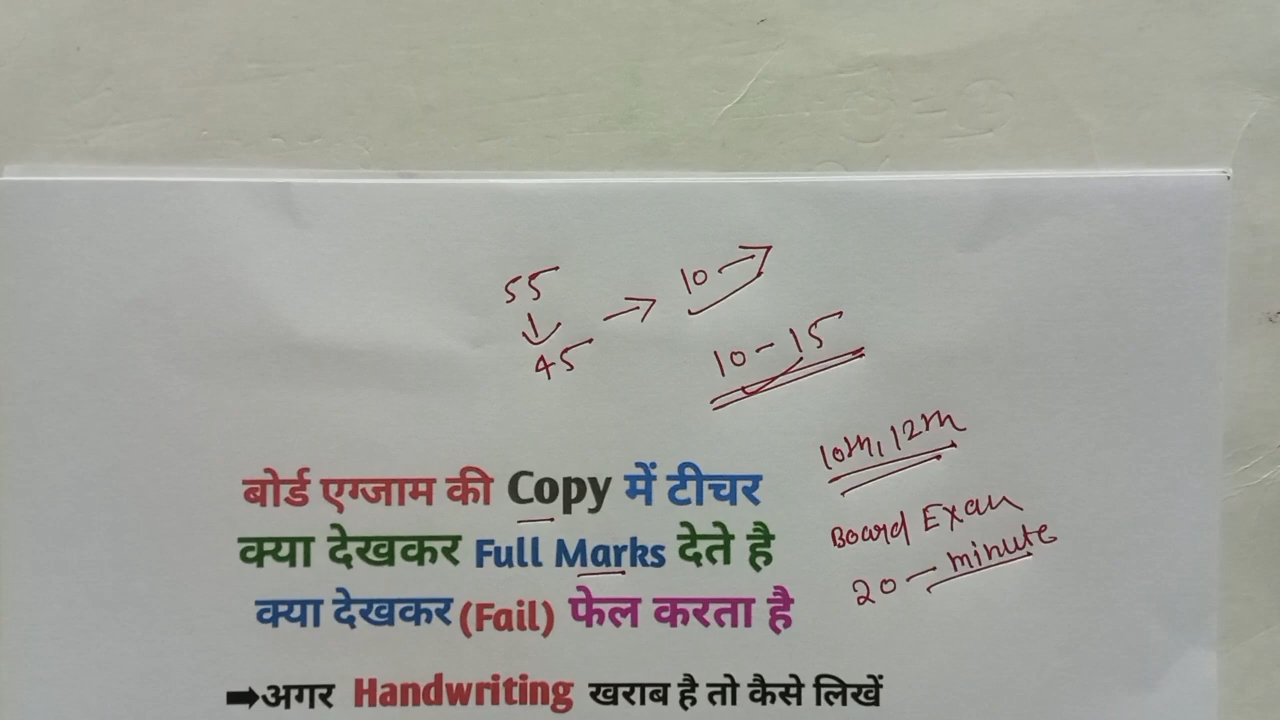 55
↓
45 → 10 →
10-15
10th, 12th
Board Exam
20 - minute
बोर्ड एग्जाम की Copy में टीचर
क्या देखकर Full Marks देते है
क्या देखकर (Fail) फेल करता है
➡अगर Handwriting खराब है तो कैसे लिखें